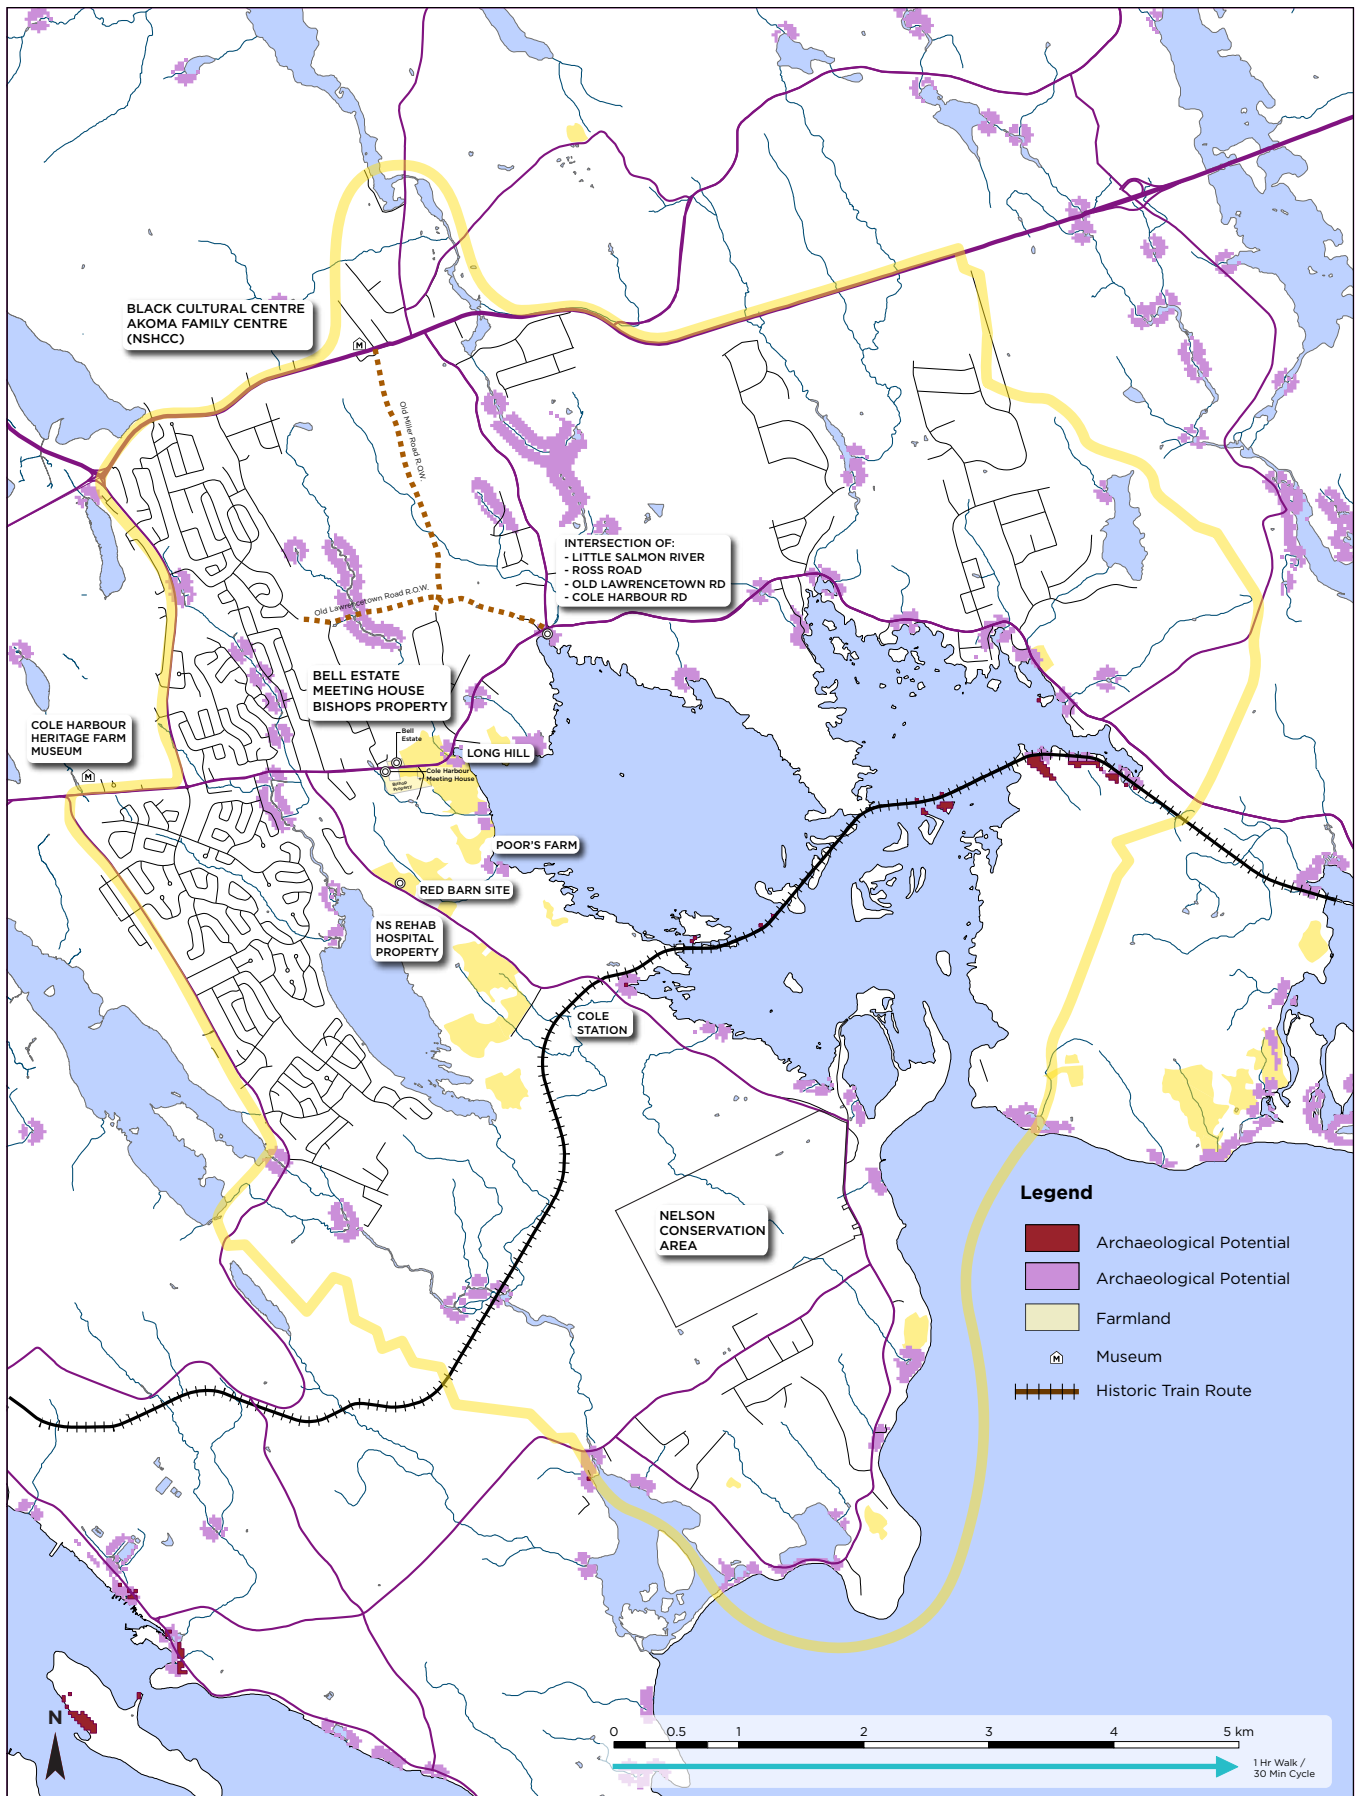 BLACK CULTURAL CENTRE
AKOMA FAMILY CENTRE
(NSHCC)
M
Old Miller Road R.O.W.
INTERSECTION OF:
- LITTLE SALMON RIVER
- ROSS ROAD
- OLD LAWRENCETOWN RD
- COLE HARBOUR RD
Old Lawrencetown Road R.O.W.
BELL ESTATE
MEETING HOUSE
BISHOPS PROPERTY
COLE HARBOUR
HERITAGE FARM
MUSEUM
M
Bell
Estate
LONG HILL
Cole Harbour
Meeting House
Bishop
Property
POOR'S FARM
RED BARN SITE
NS REHAB
HOSPITAL
PROPERTY
COLE
STATION
NELSON
CONSERVATION
AREA
Legend
Archaeological Potential
Archaeological Potential
Farmland
M Museum
Historic Train Route
N
0 0.5 1 2 3 4 5 km
1 Hr Walk /
30 Min Cycle